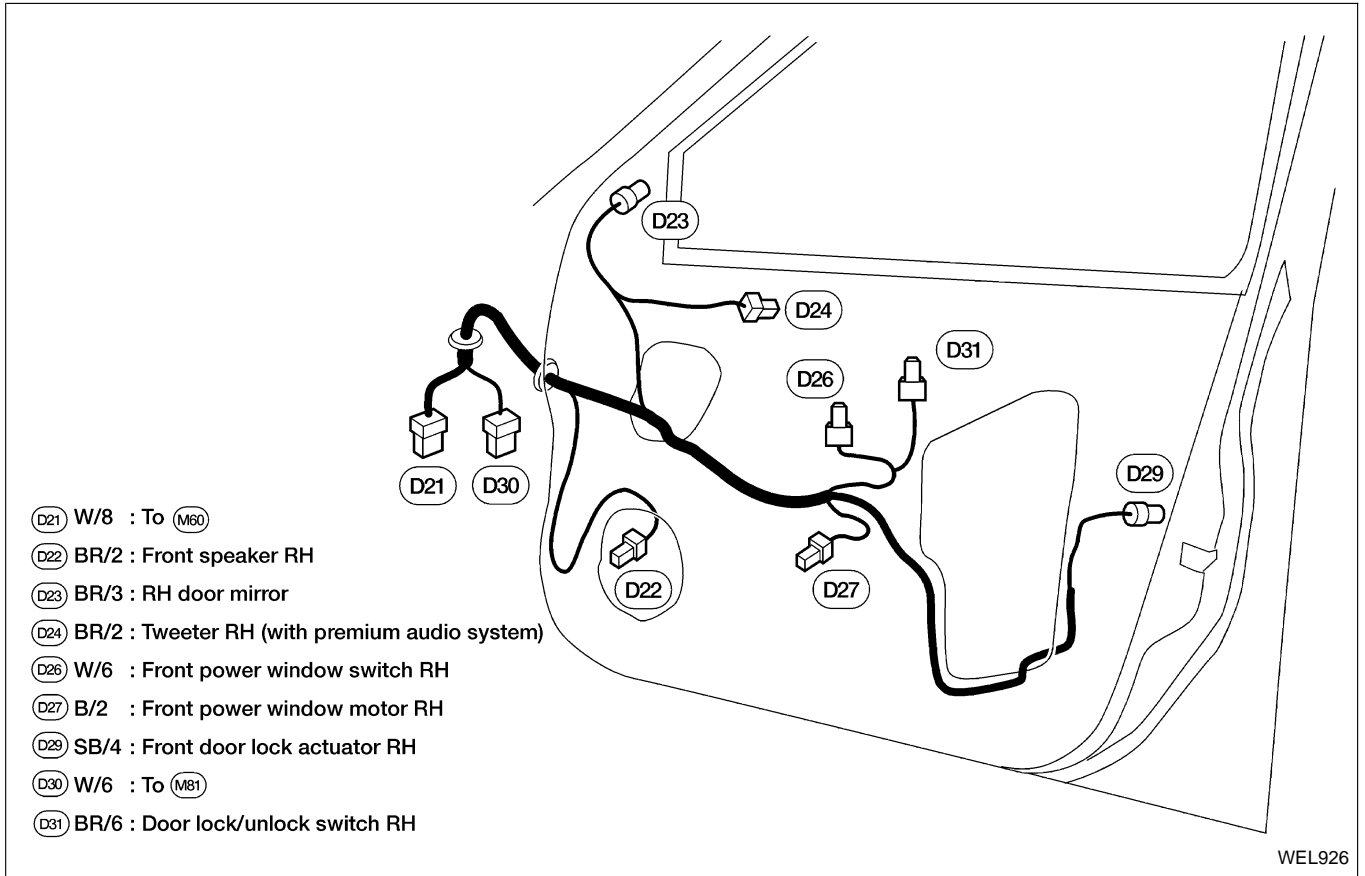 D23
D24
D31
D26
D21 D30
D29
D22
D27
D21 W/8 : To M60
D22 BR/2 : Front speaker RH
D23 BR/3 : RH door mirror
D24 BR/2 : Tweeter RH (with premium audio system)
D26 W/6 : Front power window switch RH
D27 B/2 : Front power window motor RH
D29 SB/4 : Front door lock actuator RH
D30 W/6 : To M81
D31 BR/6 : Door lock/unlock switch RH
WEL926